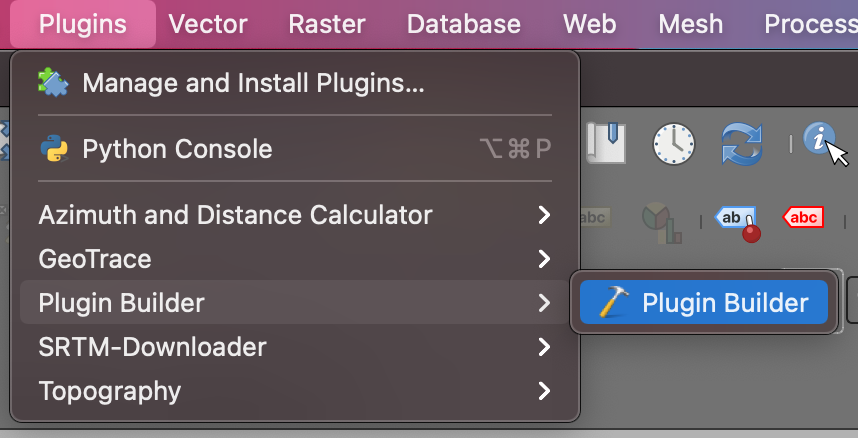 Plugins Vector Raster Database Web Mesh Process
Manage and Install Plugins...
Python Console ⌥⌘P
Azimuth and Distance Calculator
abc
ab
abc
GeoTrace
Plugin Builder
Plugin Builder
SRTM-Downloader
Topography